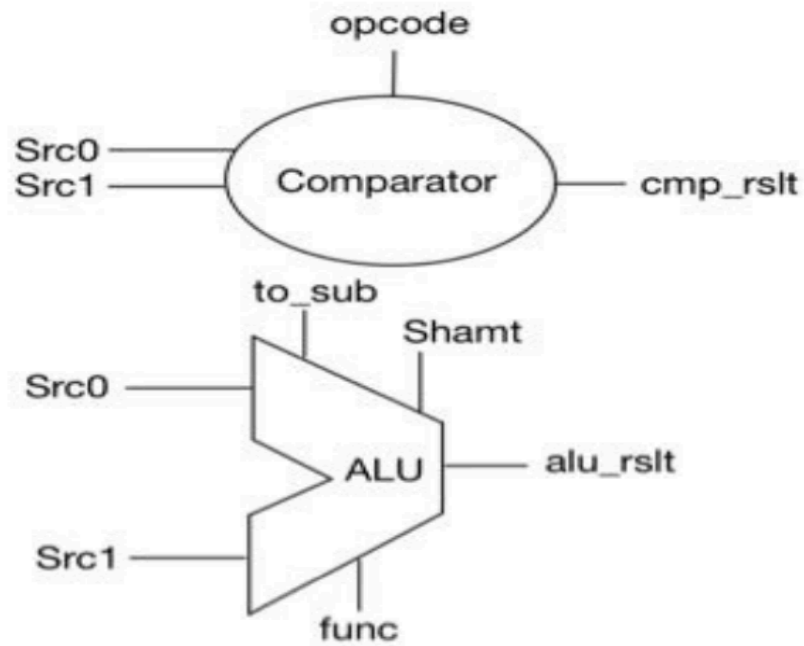 opcode
Src0
Src1
Comparator
cmp_rslt
to_sub
Shamt
Src0
ALU
alu_rslt
Src1
func